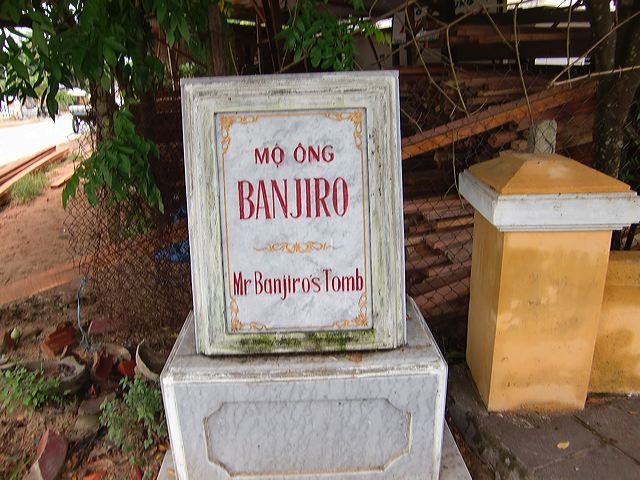 MỘ ÔNG
BANJIRO
Mr Banjiro's Tomb